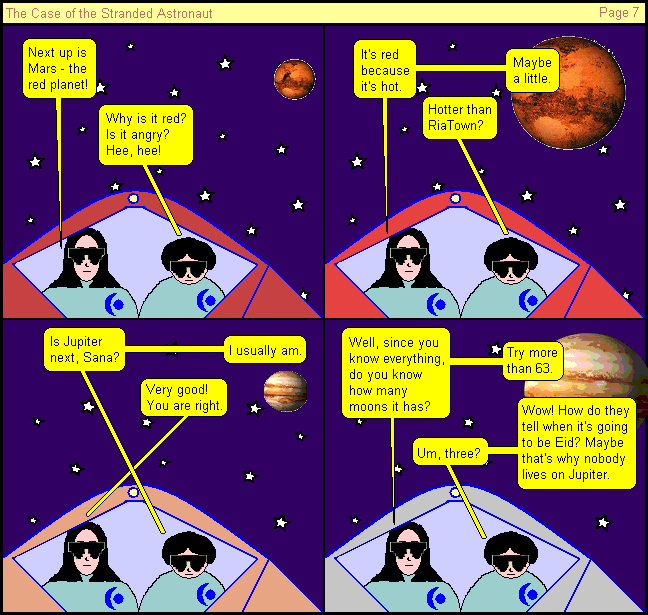 The Case of the Stranded Astronaut
Page 7
Next up is
Mars - the
red planet!
Why is it red?
Is it angry?
Hee, hee!
It's red
because
it's hot.
Hotter than
RiaTown?
Maybe
a little.
Is Jupiter
next, Sana?
Very good!
You are right.
I usually am.
Well, since you
know everything,
do you know
how many
moons it has?
Um, three?
Try more
than 63.
Wow! How do they
tell when it's going
to be Eid? Maybe
that's why nobody
lives on Jupiter.